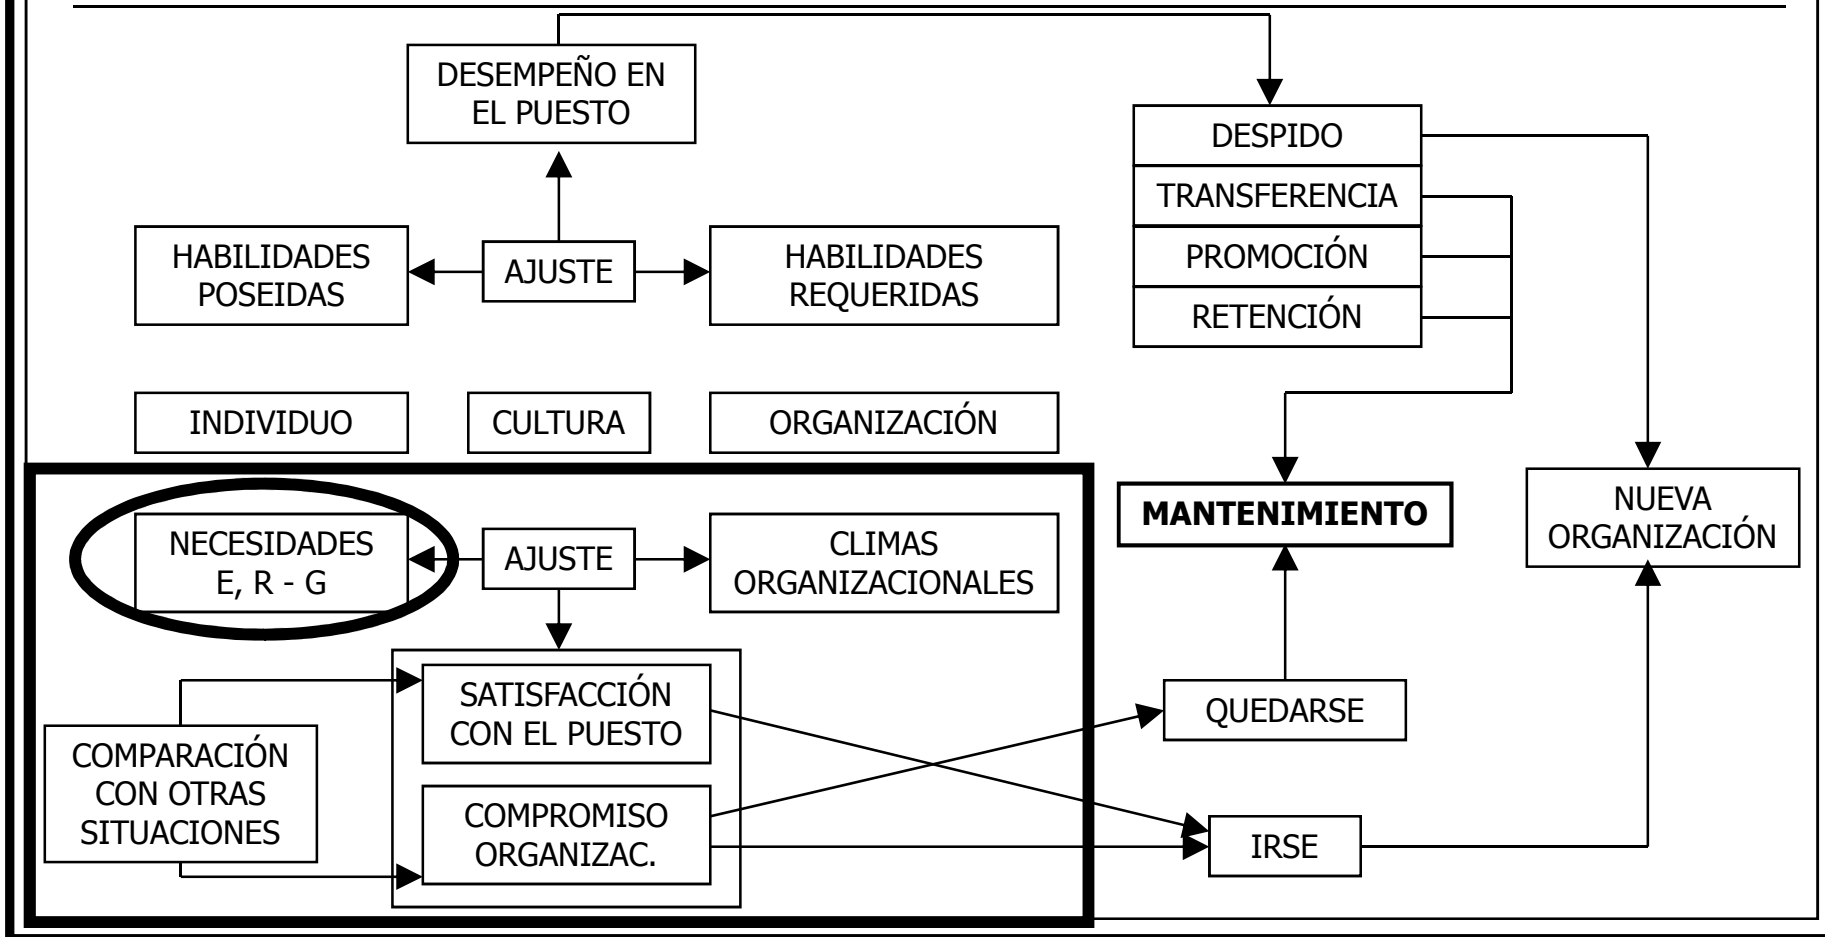 DESEMPEÑO EN
EL PUESTO
DESPIDO
TRANSFERENCIA
PROMOCIÓN
RETENCIÓN
HABILIDADES
POSEIDAS
AJUSTE
HABILIDADES
REQUERIDAS
INDIVIDUO
CULTURA
ORGANIZACIÓN
NECESIDADES
E, R - G
AJUSTE
CLIMAS
ORGANIZACIONALES
MANTENIMIENTO
NUEVA
ORGANIZACIÓN
SATISFACCIÓN
CON EL PUESTO
QUEDARSE
COMPARACIÓN
CON OTRAS
SITUACIONES
COMPROMISO
ORGANIZAC.
IRSE